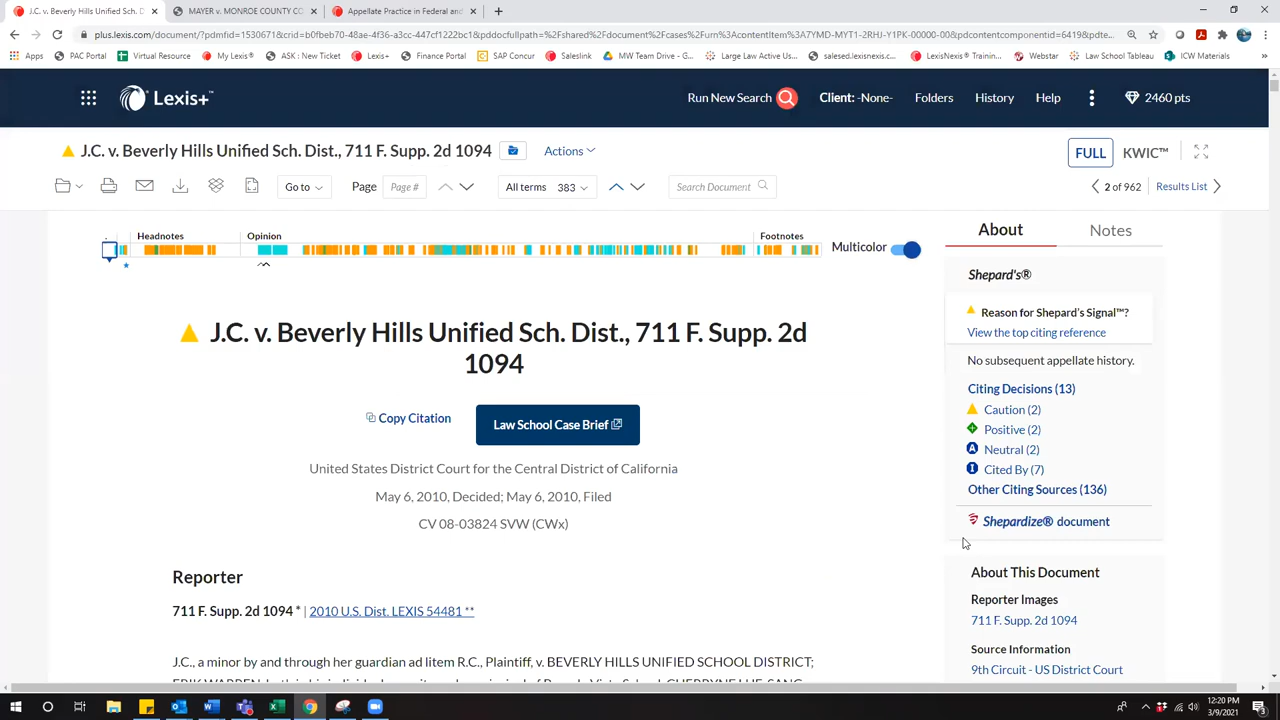 J.C. v. Beverly Hills Unified Sch. D
MAYER v. MONROE COUNTY CO
Appellate Practice in Federal and
plus.lexis.com/document/?pdmfid=1530671&crid=b0fbeb70-48ae-4f36-a3cc-447cf1222bc1&pddocfullpath=%2Fshared%2Fdocument%2Fcases%2Furn%3AcontentItem%3A7YMD-MYT1-2RHJ-Y1PK-00000-00&pdcontentcomponentid=6419&pdte...
Apps PAC Portal Virtual Resource My Lexis® ASK : New Ticket Lexis+ Finance Portal SAP Concur Saleslink MW Team Drive - G... Large Law Active Us... salesed.lexisnexis.co... LexisNexis® Trainin... Webstar Law School Tableau ICW Materials
Lexis+™ Run New Search Client: -None- Folders History Help 2460 pts
J.C. v. Beverly Hills Unified Sch. Dist., 711 F. Supp. 2d 1094 Actions FULL KWIC™
Go to Page Page # All terms 383 Search Document 2 of 962 Results List
Headnotes Opinion Footnotes
Multicolor
About Notes
Shepard's®
Reason for Shepard's Signal™?
View the top citing reference
No subsequent appellate history.
Citing Decisions (13)
Caution (2)
Positive (2)
Neutral (2)
Cited By (7)
Other Citing Sources (136)
Shepardize® document
About This Document
Reporter Images
711 F. Supp. 2d 1094
Source Information
9th Circuit - US District Court
J.C. v. Beverly Hills Unified Sch. Dist., 711 F. Supp. 2d
1094
Copy Citation Law School Case Brief
United States District Court for the Central District of California
May 6, 2010, Decided; May 6, 2010, Filed
CV 08-03824 SVW (CWx)
Reporter
711 F. Supp. 2d 1094 * | 2010 U.S. Dist. LEXIS 54481 **
J.C., a minor by and through her guardian ad litem R.C., Plaintiff, v. BEVERLY HILLS UNIFIED SCHOOL DISTRICT;
12:20 PM
3/9/2021